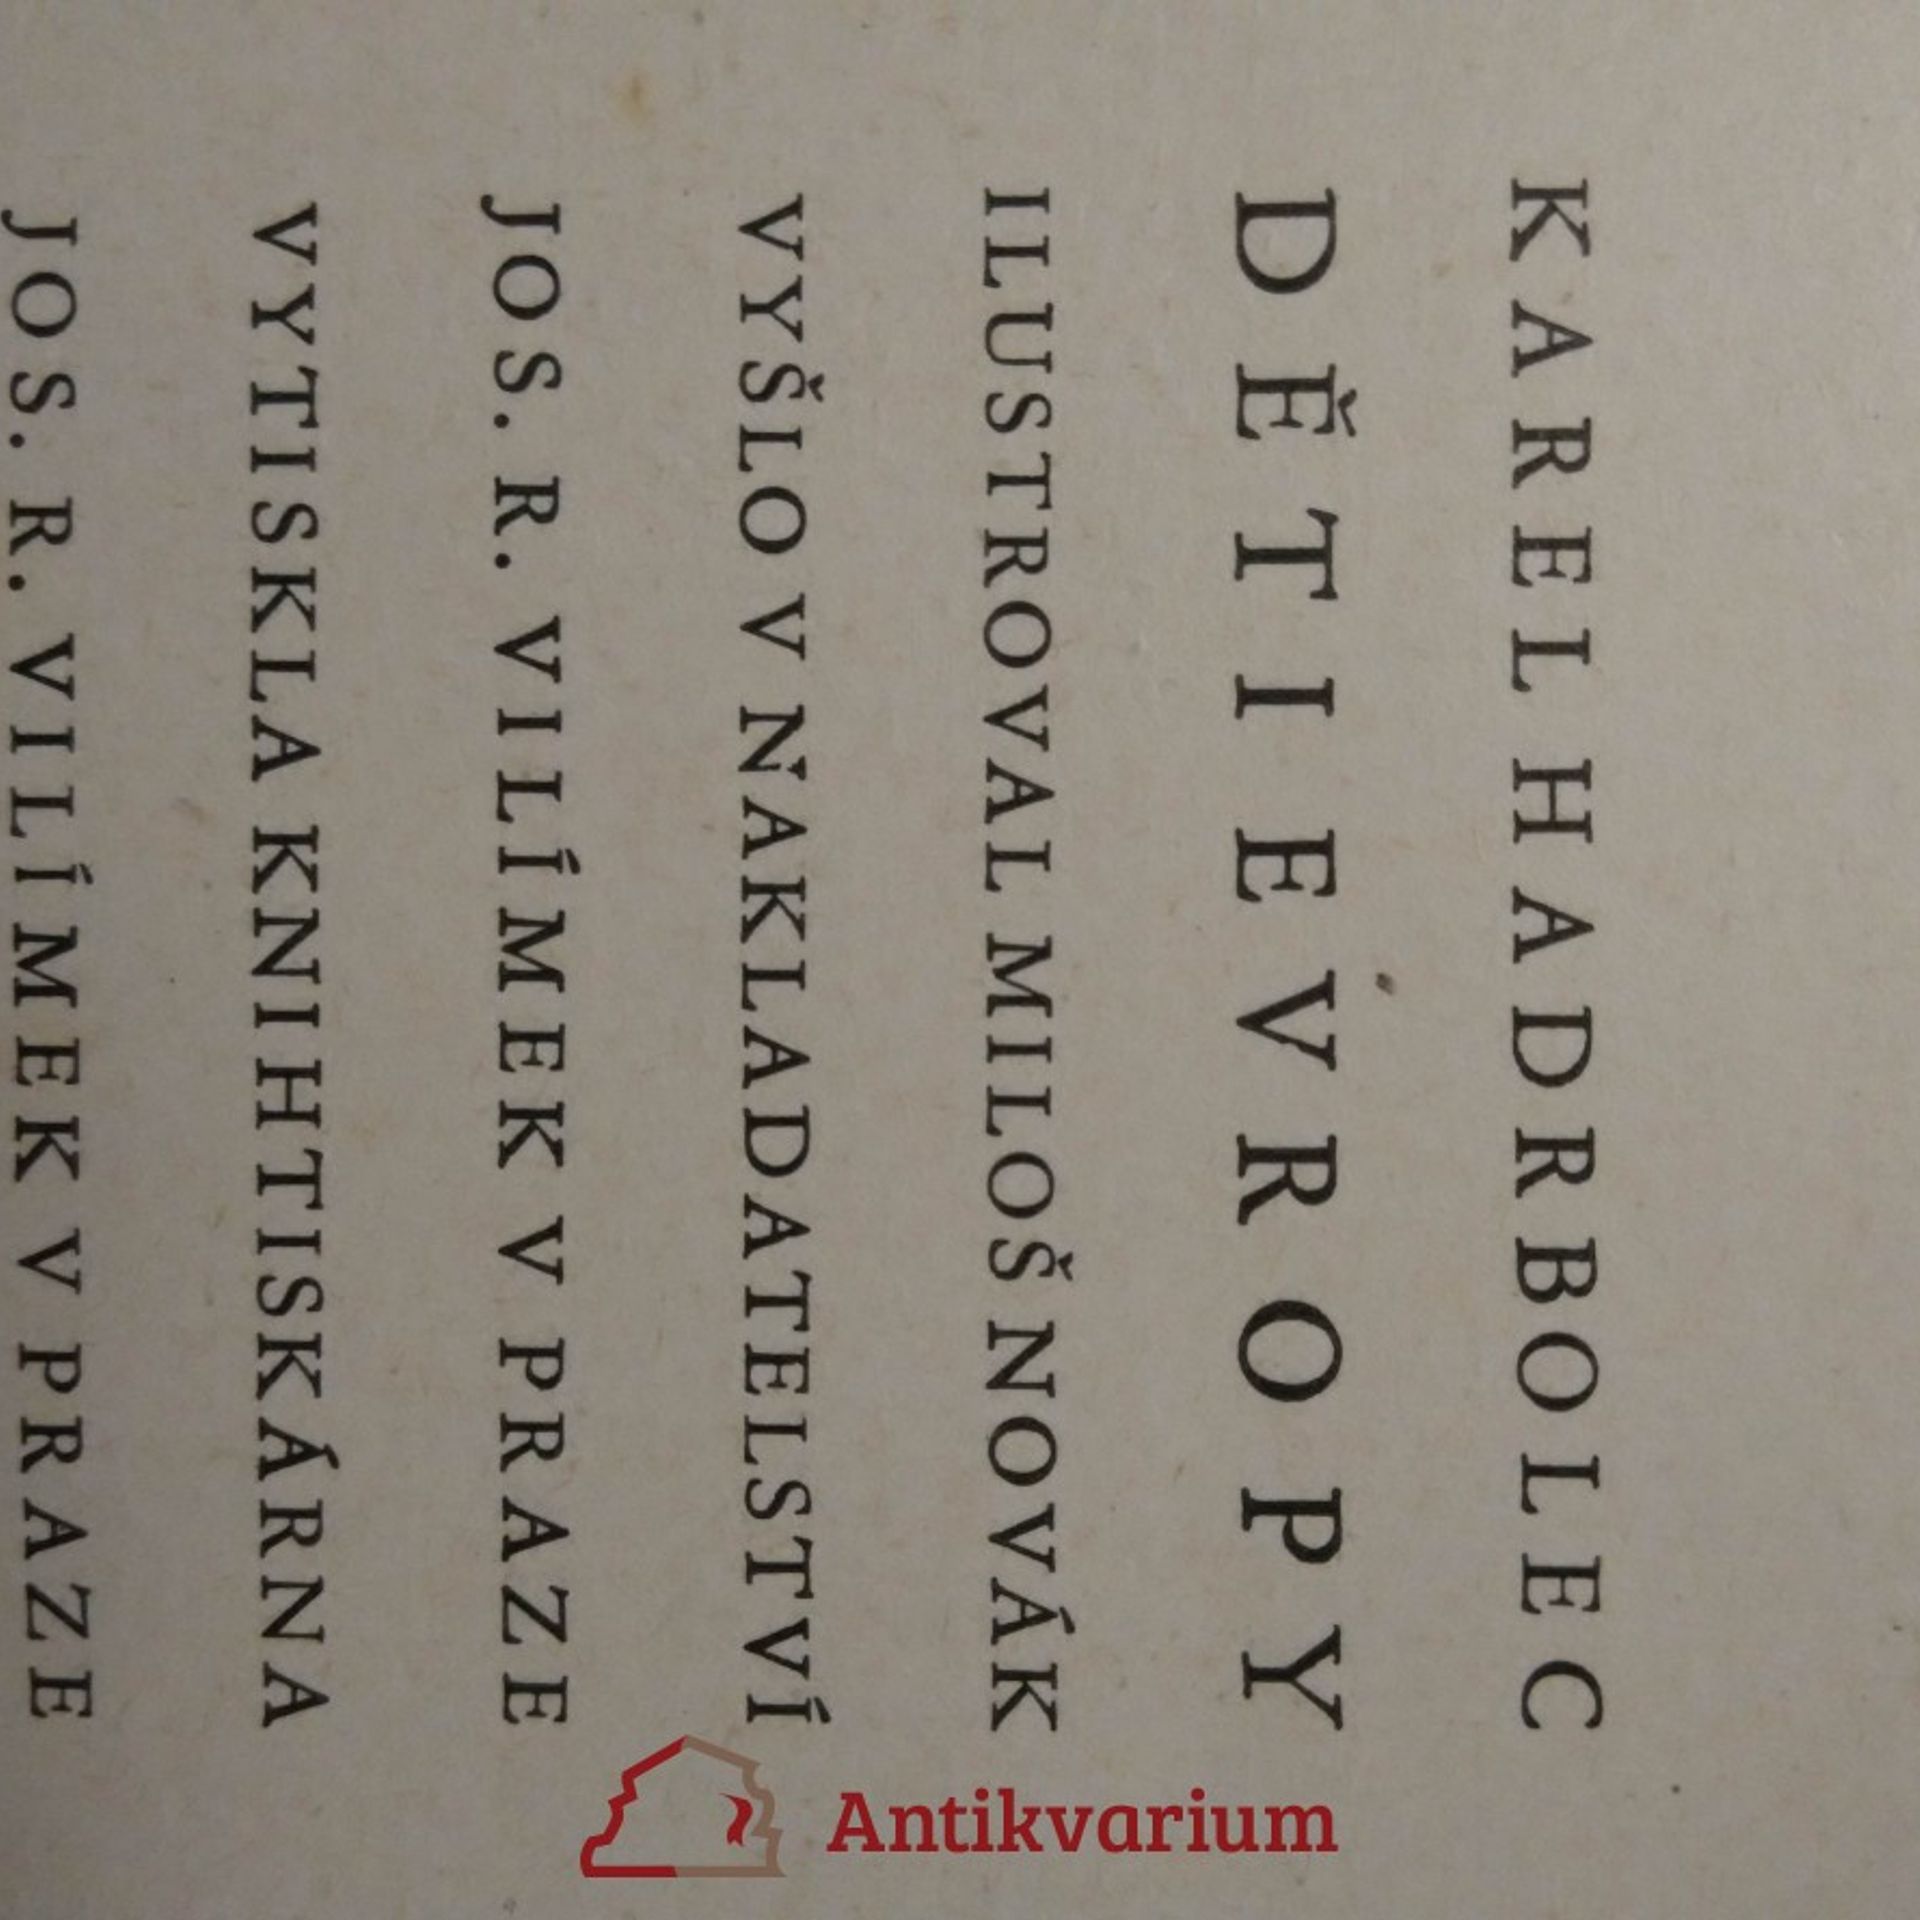 KAREL HADRBOLEC
DĚTI EVROPY
ILUSTROVAL MILOŠ NOVÁK
VYŠLO V NAKLADATELSTVÍ
JOS. R. VILÍMEK V PRAZE
VYTISKLA KNIHTISKÁRNA
JOS. R. VILÍMEK V PRAZE
Antikvarium